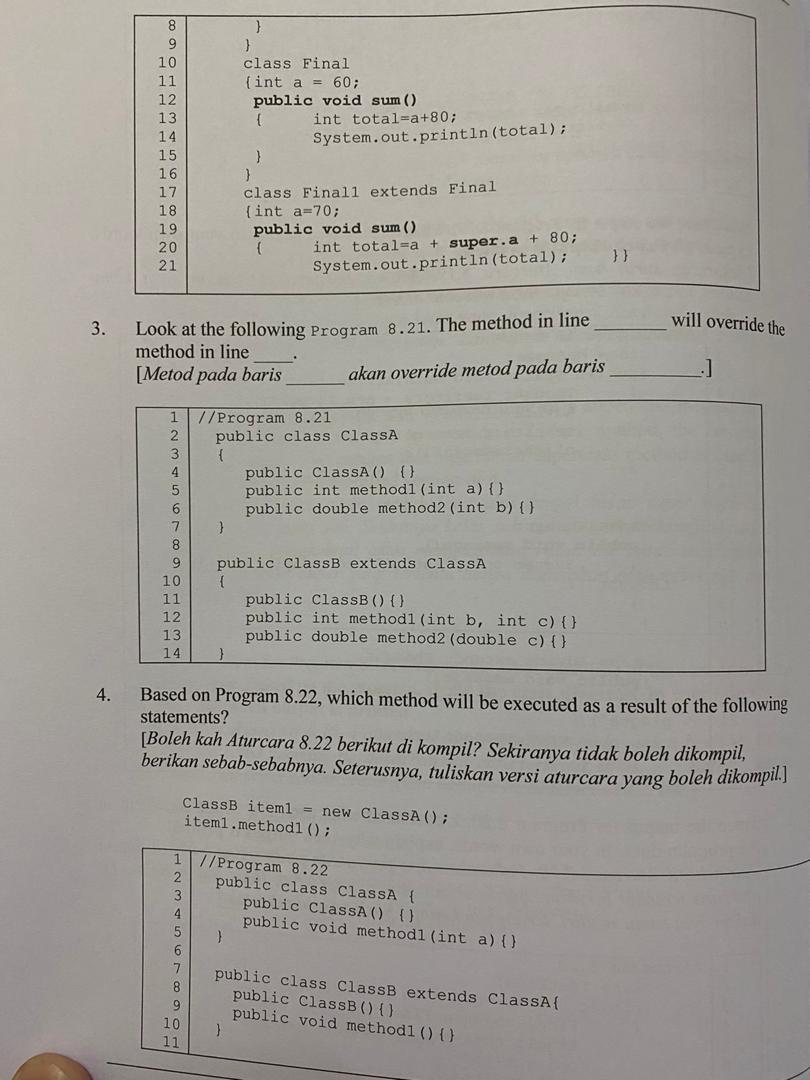 8 }
9 }
10 class Final
11 {int a = 60;
12 public void sum()
13 { int total=a+80;
14 System.out.println(total);
15 }
16 }
17 class Final1 extends Final
18 {int a=70;
19 public void sum()
20 { int total=a + super.a + 80;
21 System.out.println(total); }}
3. Look at the following Program 8.21. The method in line ________ will override the
method in line ____.
[Metod pada baris ______ akan override metod pada baris _________.]
1 //Program 8.21
2 public class ClassA
3 {
4 public ClassA() {}
5 public int method1(int a){}
6 public double method2(int b){}
7 }
8
9 public ClassB extends ClassA
10 {
11 public ClassB(){}
12 public int method1(int b, int c){}
13 public double method2(double c){}
14 }
4. Based on Program 8.22, which method will be executed as a result of the following
statements?
[Boleh kah Aturcara 8.22 berikut di kompil? Sekiranya tidak boleh dikompil,
berikan sebab-sebabnya. Seterusnya, tuliskan versi aturcara yang boleh dikompil.]
ClassB item1 = new ClassA();
item1.method1();
1 //Program 8.22
2 public class ClassA {
3 public ClassA() {}
4 public void method1(int a){}
5 }
6
7 public class ClassB extends ClassA{
8 public ClassB(){}
9 public void method1(){}
10 }
11